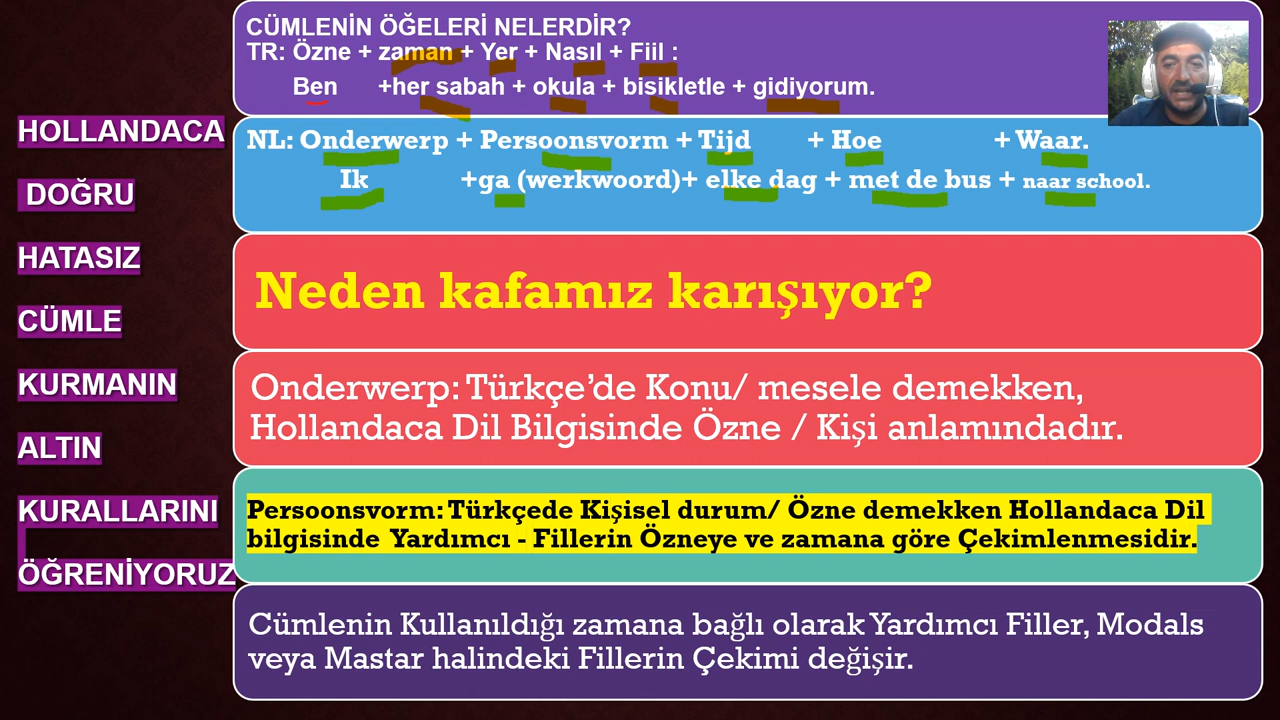 HOLLANDACA
DOĞRU
HATASIZ
CÜMLE
KURMANIN
ALTIN
KURALLARINI
ÖĞRENİYORUZ
CÜMLENİN ÖĞELERİ NELERDİR?
TR: Özne + zaman + Yer + Nasıl + Fiil :
Ben +her sabah + okula + bisikletle + gidiyorum.
NL: Onderwerp + Persoonsvorm + Tijd + Hoe + Waar.
Ik +ga (werkwoord)+ elke dag + met de bus + naar school.
Neden kafamız karışıyor?
Onderwerp: Türkçe’de Konu/ mesele demekken,
Hollandaca Dil Bilgisinde Özne / Kişi anlamındadır.
Persoonsvorm: Türkçede Kişisel durum/ Özne demekken Hollandaca Dil
bilgisinde Yardımcı - Fillerin Özneye ve zamana göre Çekimlenmesidir.
Cümlenin Kullanıldığı zamana bağlı olarak Yardımcı Filler, Modals
veya Mastar halindeki Fillerin Çekimi değişir.